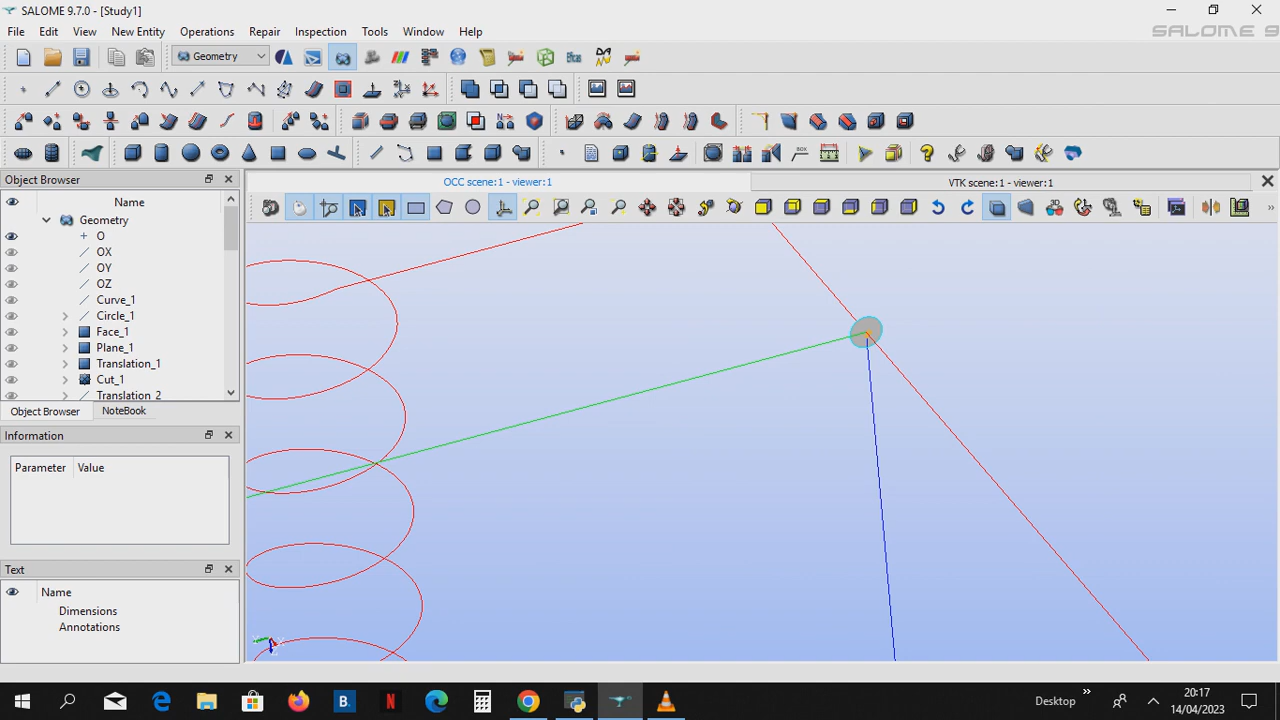 SALOME 9.7.0 - [Study1]
File Edit View New Entity Operations Repair Inspection Tools Window Help
SALOME 9
Geometry
Object Browser
OCC scene:1 - viewer:1
VTK scene:1 - viewer:1
Name
Geometry
O
OX
OY
OZ
Curve_1
Circle_1
Face_1
Plane_1
Translation_1
Cut_1
Translation_2
Object Browser
NoteBook
Information
Parameter
Value
Text
Name
Dimensions
Annotations
Desktop
20:17
14/04/2023